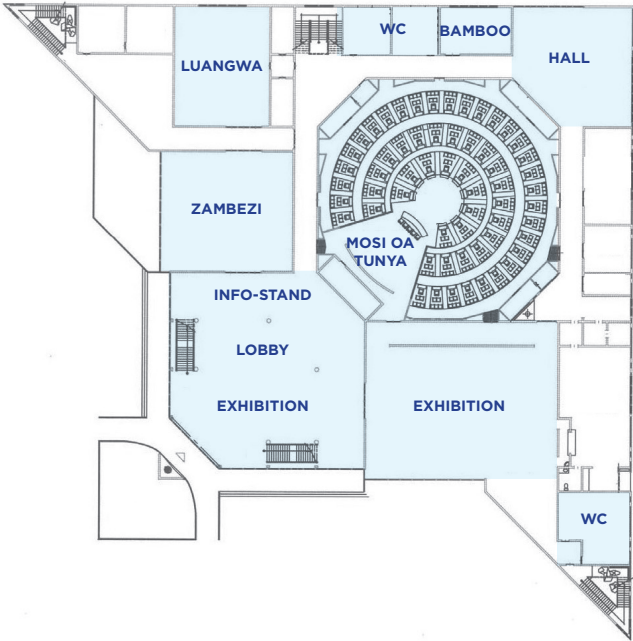 WC
BAMBOO
HALL
LUANGWA
ZAMBEZI
MOSI OA
TUNYA
INFO-STAND
LOBBY
EXHIBITION
EXHIBITION
WC